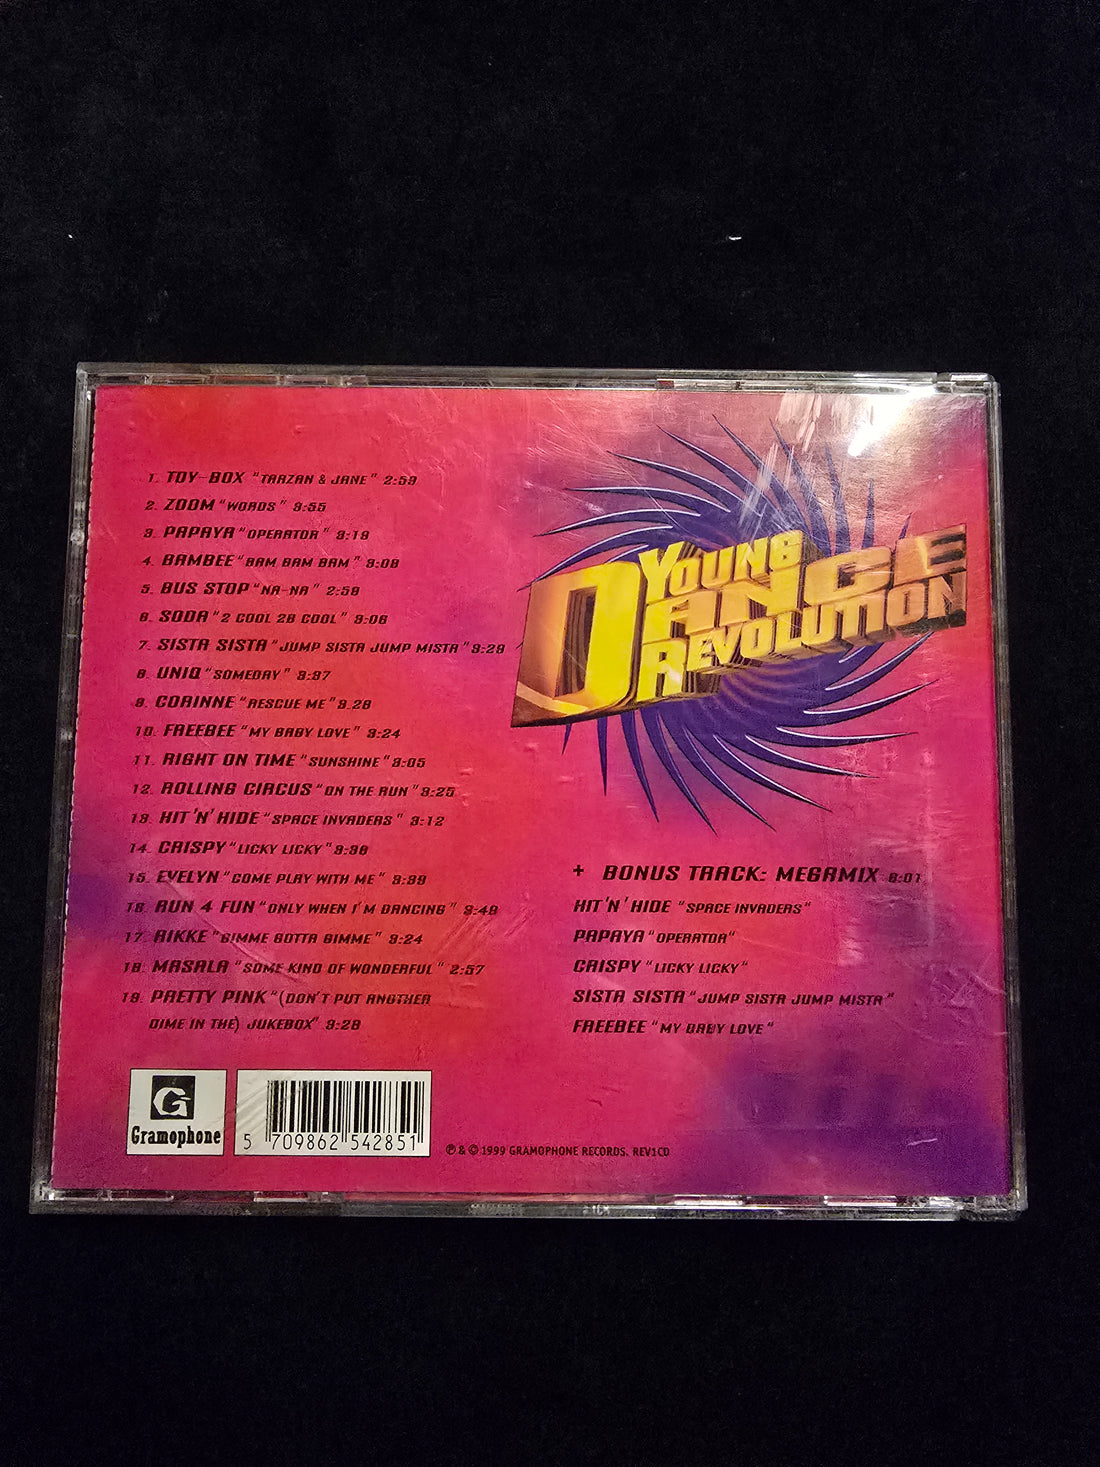 1. TOY-BOX "TARZAN & JANE" 2:59
2. ZOOM "WORDS" 3:55
3. PAPAYA "OPERATOR" 3:19
4. BAMBEE "BAM BAM BAM" 3:08
5. BUS STOP "NA-NA" 2:58
6. SODA "2 COOL 2B COOL" 3:06
7. SISTA SISTA "JUMP SISTA JUMP MISTA" 3:29
8. UNIQ "SOMEDAY" 3:37
9. CORINNE "RESCUE ME" 3.28
10. FREEBEE "MY BABY LOVE" 3:24
11. RIGHT ON TIME "SUNSHINE" 3:05
12. ROLLING CIRCUS "ON THE RUN" 3:25
13. HIT 'N' HIDE "SPACE INVADERS" 3:12
14. CRISPY "LICKY LICKY" 3:30
15. EVELYN "COME PLAY WITH ME" 3:39
16. RUN 4 FUN "ONLY WHEN I'M DANCING" 3:48
17. RIKKE "GIMME GOTTA GIMME" 3:24
18. MASALA "SOME KIND OF WONDERFUL" 2:57
19. PRETTY PINK "(DON'T PUT ANOTHER
DIME IN THE) JUKEBOX" 3:28
YOUNG
DANCE
REVOLUTION
+ BONUS TRACK: MEGAMIX 6:01
HIT 'N' HIDE "SPACE INVADERS"
PAPAYA "OPERATOR"
CRISPY "LICKY LICKY"
SISTA SISTA "JUMP SISTA JUMP MISTA"
FREEBEE "MY BABY LOVE"
G
Gramophone
5 709862 542851
℗ & © 1999 GRAMOPHONE RECORDS. REV1CD